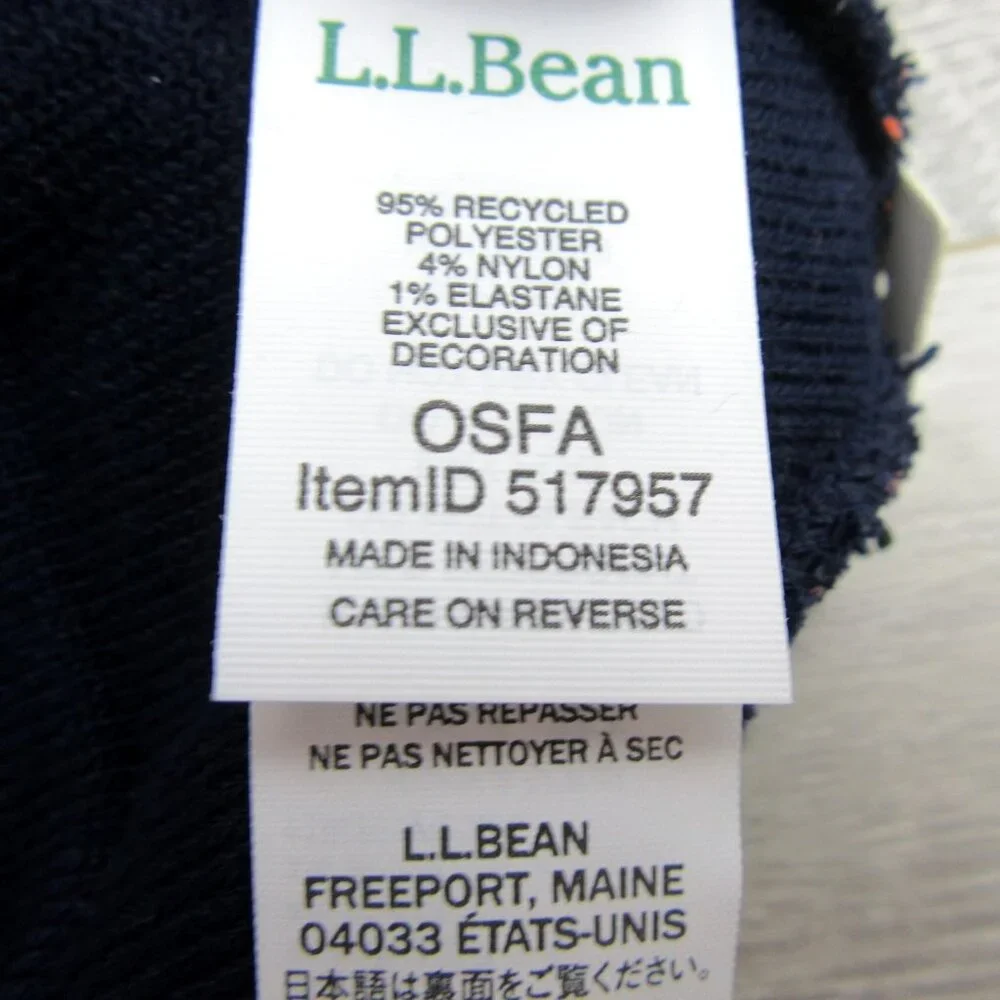 L.L.Bean
95% RECYCLED
POLYESTER
4% NYLON
1% ELASTANE
EXCLUSIVE OF
DECORATION
OSFA
ItemID 517957
MADE IN INDONESIA
CARE ON REVERSE
NE PAS REPASSER
NE PAS NETTOYER À SEC
L.L.BEAN
FREEPORT, MAINE
04033 ÉTATS-UNIS
日本語は裏面をご覧ください。